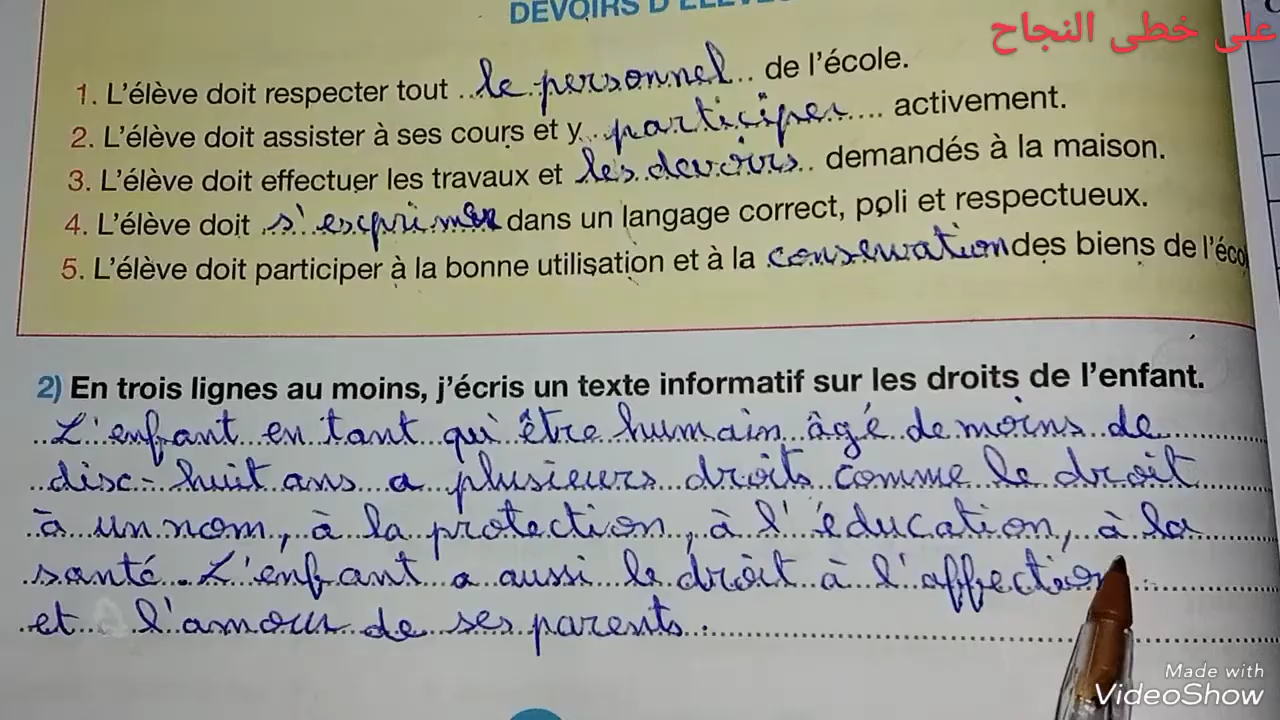 DEVOIRS D'ÉLÈVE
على خطى النجاح
1. L'élève doit respecter tout le personnel de l'école.
2. L'élève doit assister à ses cours et y participer activement.
3. L'élève doit effectuer les travaux et les devoirs demandés à la maison.
4. L'élève doit s'exprimer dans un langage correct, poli et respectueux.
5. L'élève doit participer à la bonne utilisation et à la conservation des biens de l'éco
2) En trois lignes au moins, j'écris un texte informatif sur les droits de l'enfant.
L'enfant en tant qu'être humain âgé de moins de
dix-huit ans a plusieurs droits comme le droit
à un nom, à la protection, à l'éducation, à la
santé. L'enfant a aussi le droit à l'affection
et à l'amour de ses parents.
Made with
VideoShow